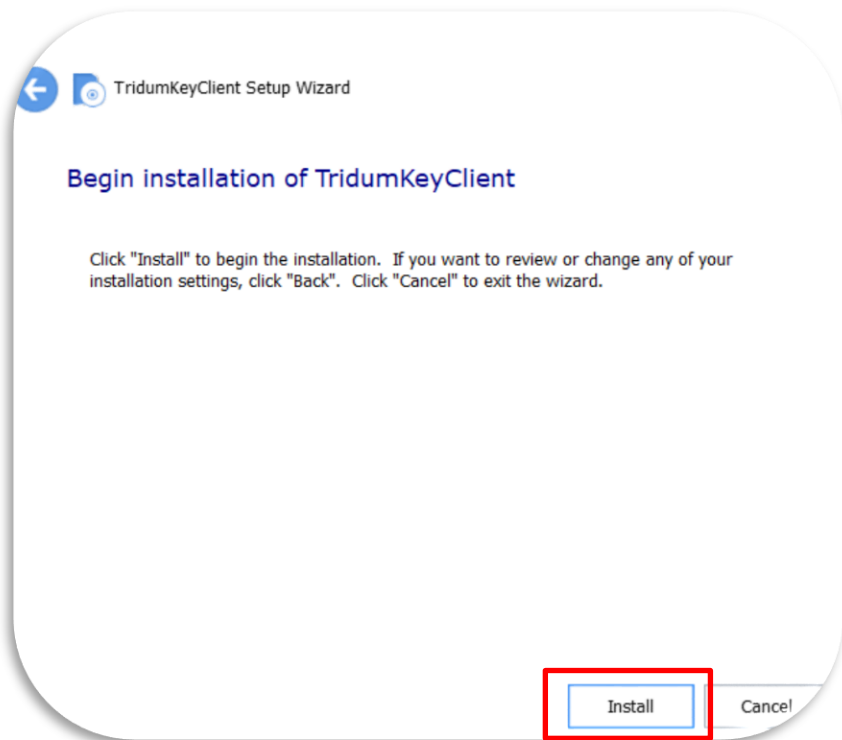 TridumKeyClient Setup Wizard
Begin installation of TridumKeyClient
Click "Install" to begin the installation.  If you want to review or change any of your
installation settings, click "Back".  Click "Cancel" to exit the wizard.
Install
Cancel